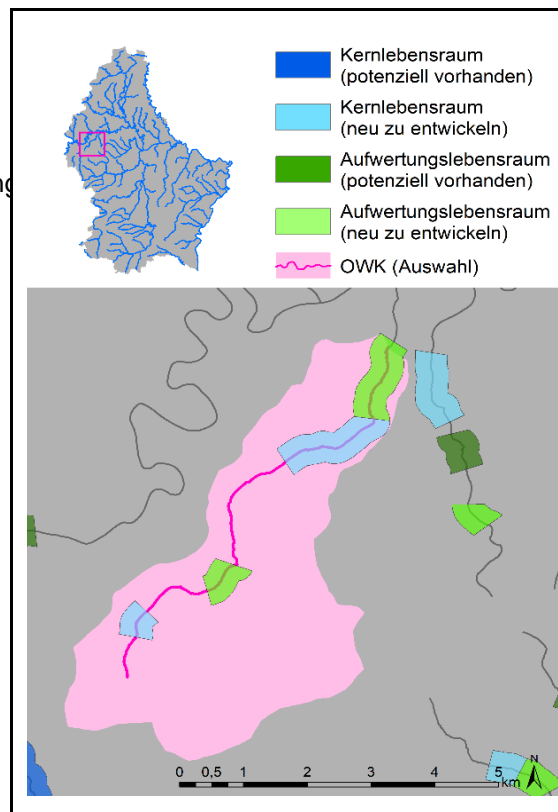 Kernlebensraum
(potenziell vorhanden)
Kernlebensraum
(neu zu entwickeln)
Aufwertungslebensraum
(potenziell vorhanden)
Aufwertungslebensraum
(neu zu entwickeln)
OWK (Auswahl)
N
0 0,5 1 2 3 4 5
km